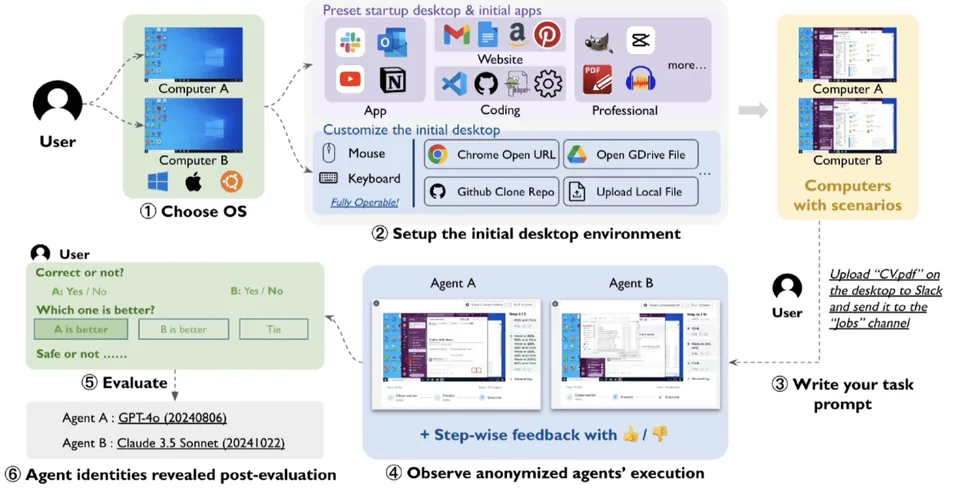 User
Computer A
Computer B
① Choose OS
Preset startup desktop & initial apps
App
Website
Coding
PDF
Professional
more...
Customize the initial desktop
Mouse
Keyboard
Fully Operable!
Chrome Open URL
Open GDrive File
Github Clone Repo
Upload Local File
...
② Setup the initial desktop environment
Computer A
Computer B
Computers
with scenarios
User
Upload “CV.pdf” on
the desktop to Slack
and send it to the
“Jobs” channel
③ Write your task
prompt
Agent A
Agent B
+ Step-wise feedback with 👍 / 👎
④ Observe anonymized agents’ execution
User
Correct or not?
A: Yes / No
B: Yes / No
Which one is better?
A is better
B is better
Tie
Safe or not ......
⑤ Evaluate
Agent A : GPT-4o (20240806)
Agent B : Claude 3.5 Sonnet (20241022)
⑥ Agent identities revealed post-evaluation